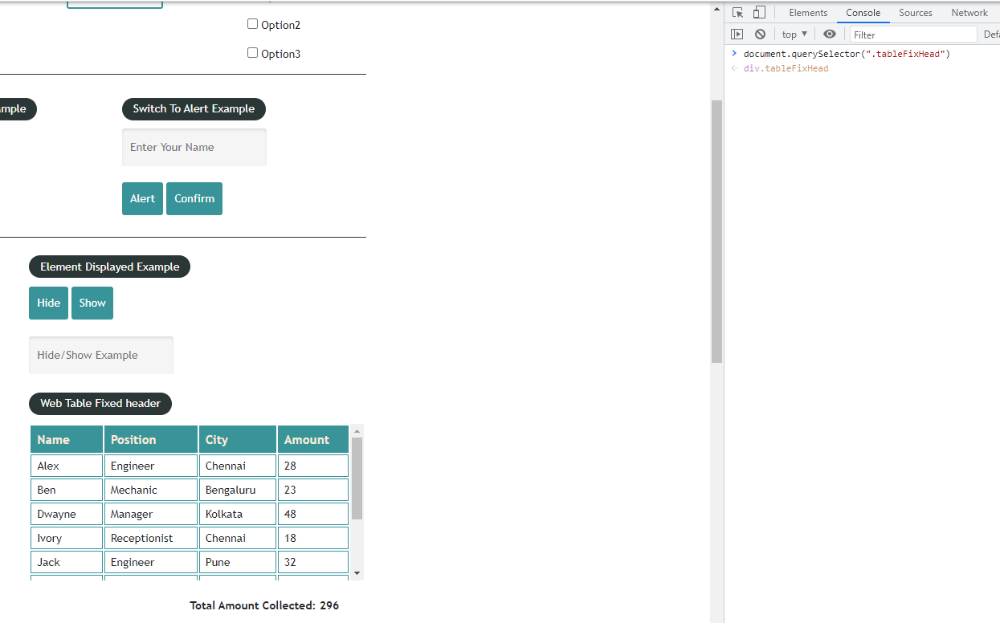 Option2
Option3
mple
Switch To Alert Example
Enter Your Name
Alert Confirm
Element Displayed Example
Hide Show
Hide/Show Example
Web Table Fixed header
Name Position City Amount
Alex Engineer Chennai 28
Ben Mechanic Bengaluru 23
Dwayne Manager Kolkata 48
Ivory Receptionist Chennai 18
Jack Engineer Pune 32
Total Amount Collected: 296
Elements Console Sources Network
top ▼ Filter Defa
> document.querySelector(".tableFixHead")
< div.tableFixHead